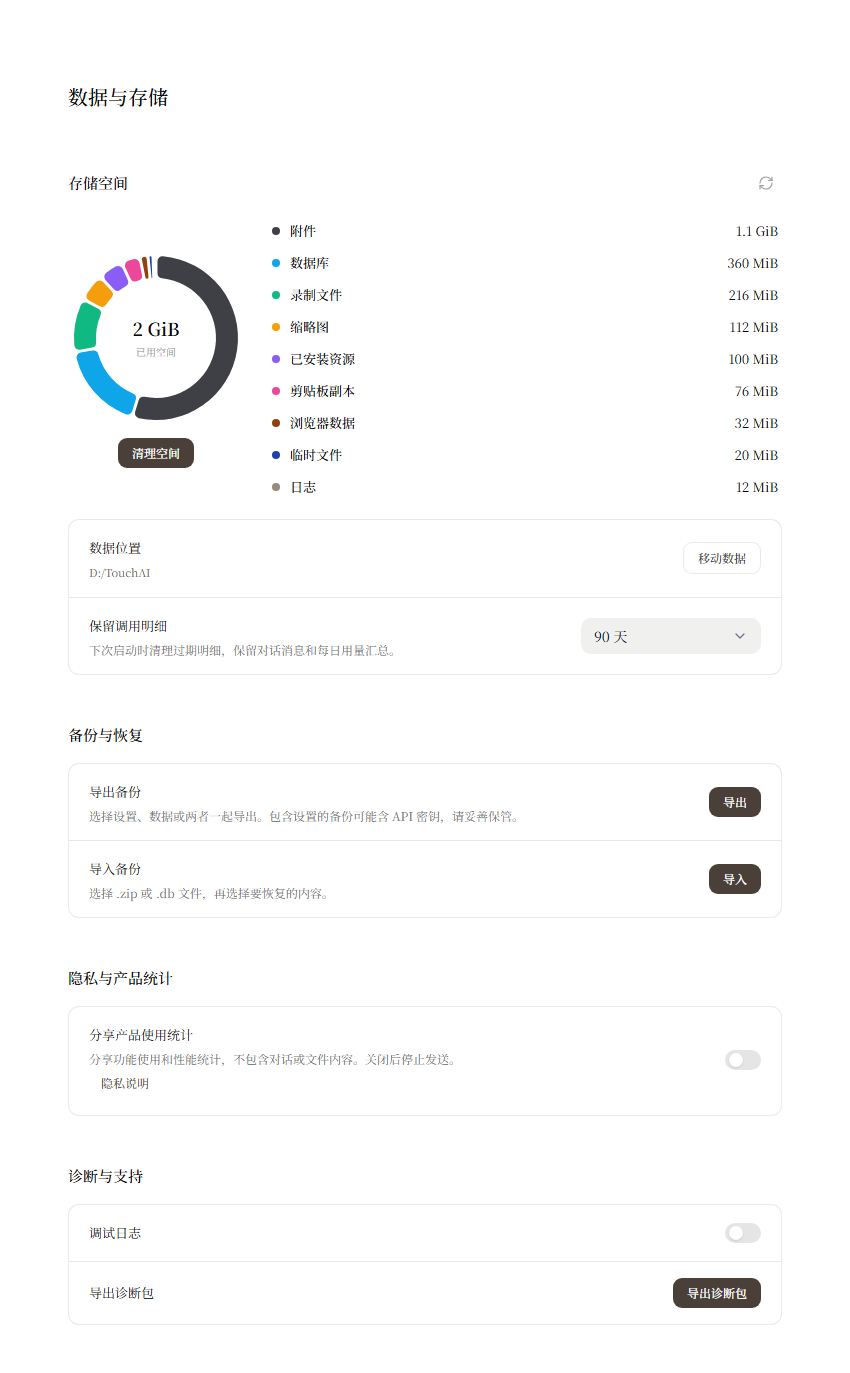 数据与存储
存储空间
附件 1.1 GiB
数据库 360 MiB
录制文件 216 MiB
缩略图 112 MiB
已安装资源 100 MiB
剪贴板副本 76 MiB
浏览器数据 32 MiB
临时文件 20 MiB
日志 12 MiB
2 GiB
已用空间
清理空间
数据位置
D:/TouchAI
移动数据
保留调用明细
下次启动时清理过期明细，保留对话消息和每日用量汇总。
90 天
备份与恢复
导出备份
选择设置、数据或两者一起导出。包含设置的备份可能含 API 密钥，请妥善保管。
导出
导入备份
选择 .zip 或 .db 文件，再选择要恢复的内容。
导入
隐私与产品统计
分享产品使用统计
分享功能使用和性能统计，不包含对话或文件内容。关闭后停止发送。
隐私说明
诊断与支持
调试日志
导出诊断包
导出诊断包